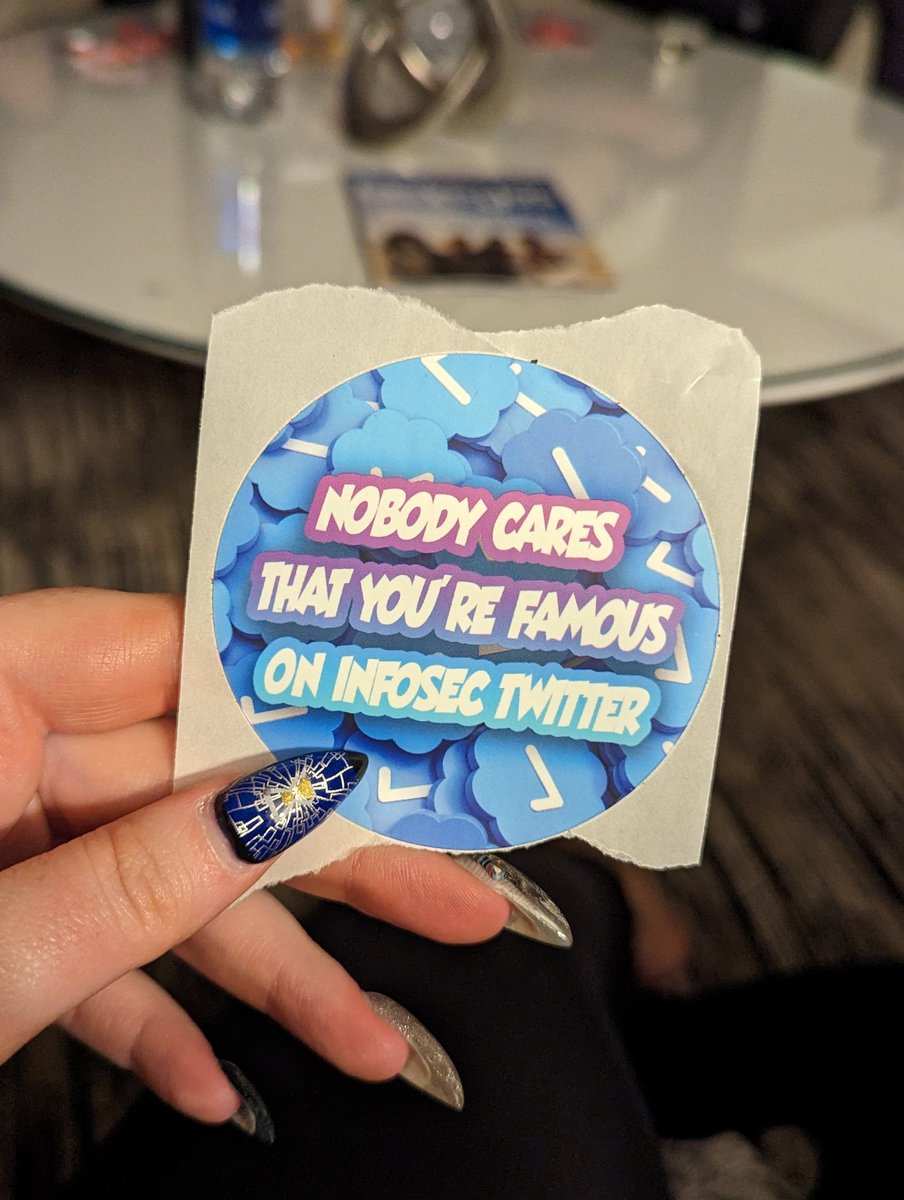 NOBODY CARES
THAT YOU'RE FAMOUS
ON INFOSEC TWITTER